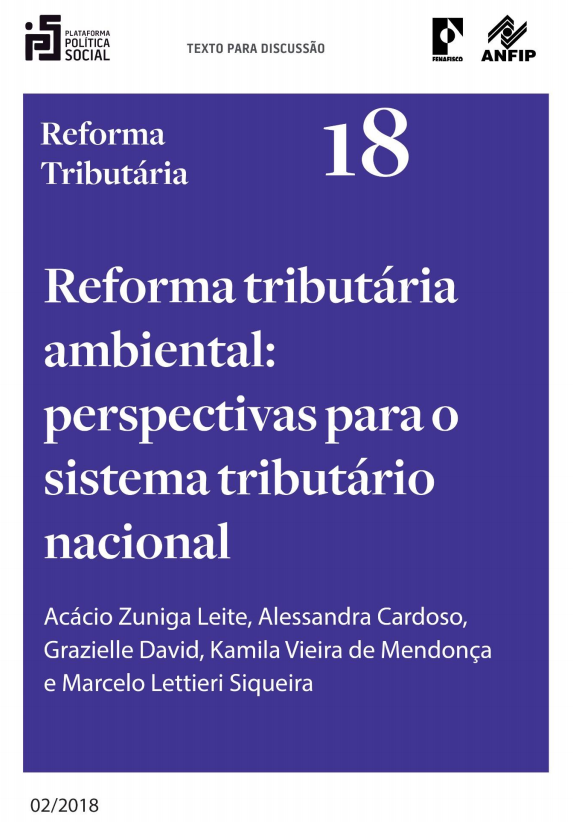 PLATAFORMA
POLÍTICA
SOCIAL
TEXTO PARA DISCUSSÃO
FENAFISCO
ANFIP
Reforma
Tributária
18
Reforma tributária
ambiental:
perspectivas para o
sistema tributário
nacional
Acácio Zuniga Leite, Alessandra Cardoso,
Grazielle David, Kamila Vieira de Mendonça
e Marcelo Lettieri Siqueira
02/2018